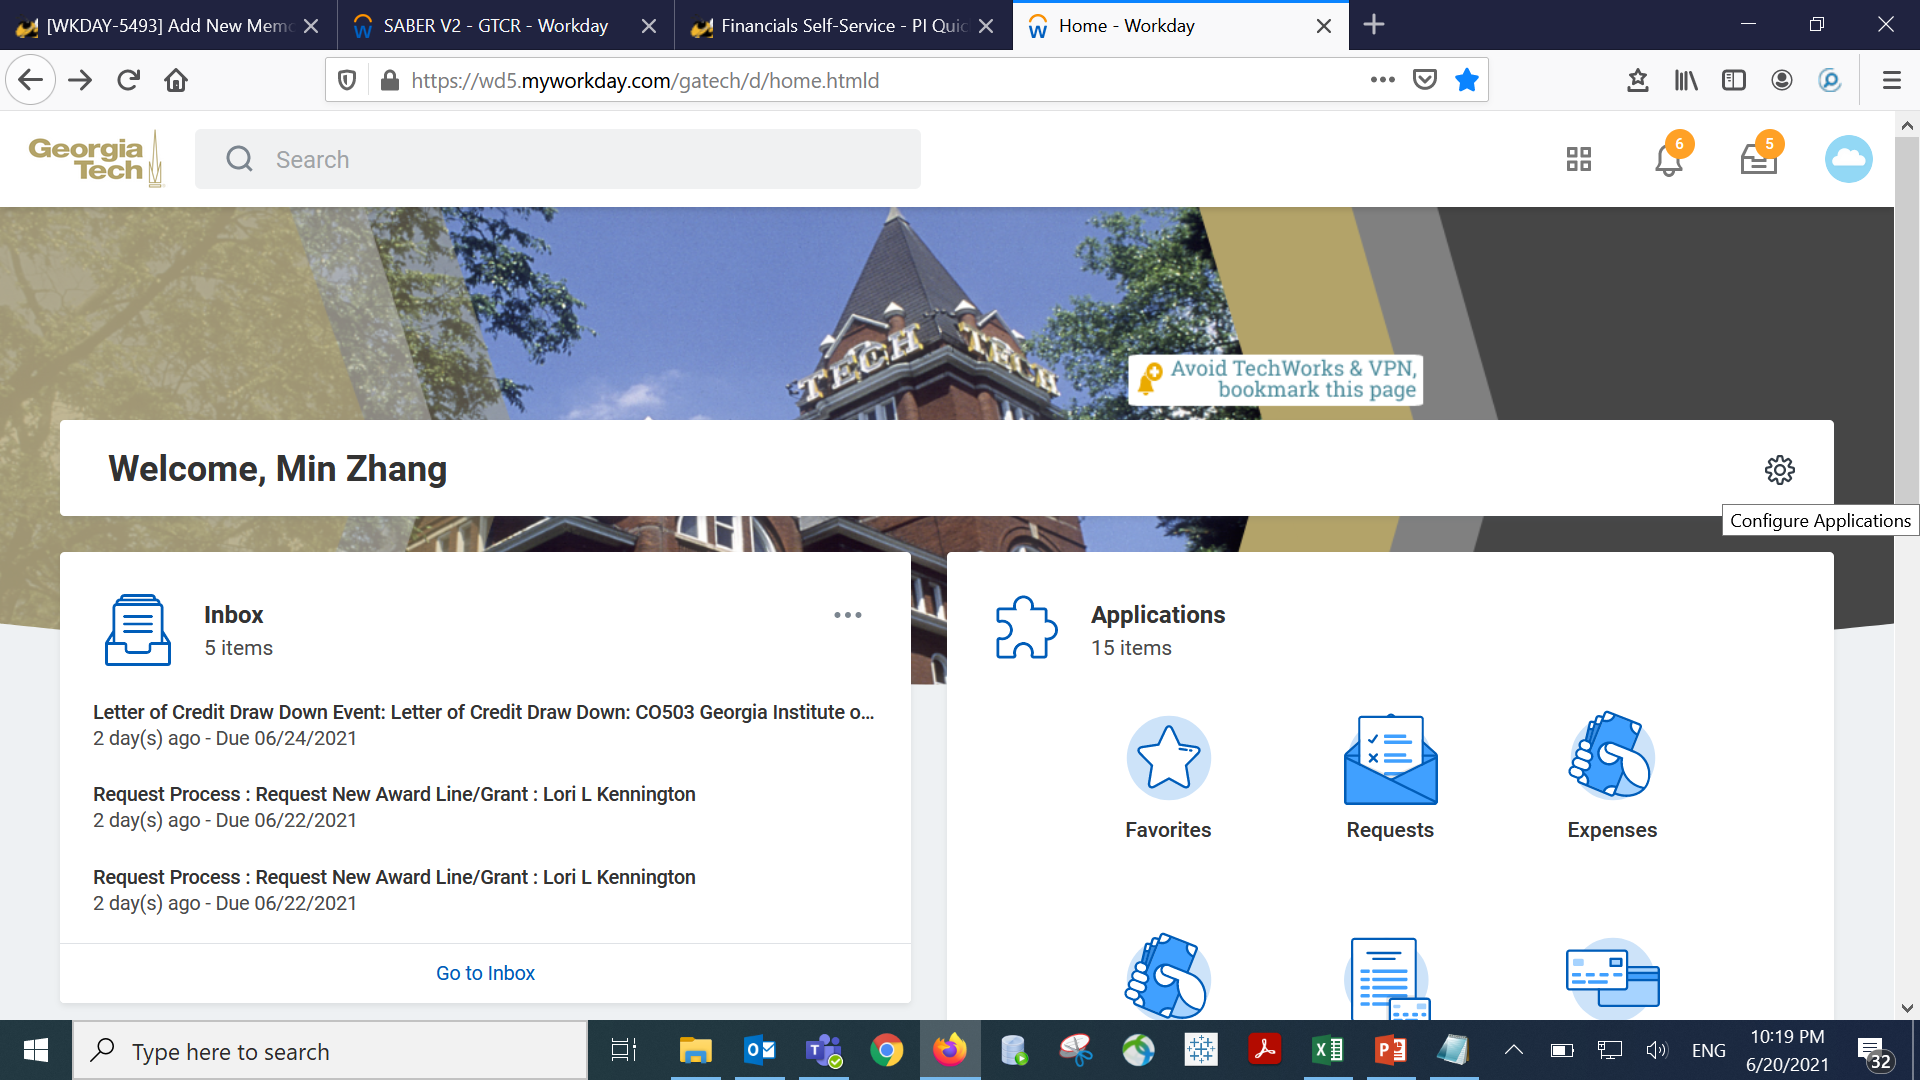 [WKDAY-5493] Add New Memo
SABER V2 - GTCR - Workday
Financials Self-Service - PI Quic
Home - Workday
https://wd5.myworkday.com/gatech/d/home.htmld
Georgia
Tech
Search
6
5
TECH TECH
Avoid TechWorks & VPN,
bookmark this page
Welcome, Min Zhang
Configure Applications
Inbox
5 items
Letter of Credit Draw Down Event: Letter of Credit Draw Down: CO503 Georgia Institute o...
2 day(s) ago - Due 06/24/2021
Request Process : Request New Award Line/Grant : Lori L Kennington
2 day(s) ago - Due 06/22/2021
Request Process : Request New Award Line/Grant : Lori L Kennington
2 day(s) ago - Due 06/22/2021
Go to Inbox
Applications
15 items
Favorites
Requests
Expenses
Type here to search
ENG
10:19 PM
6/20/2021
32